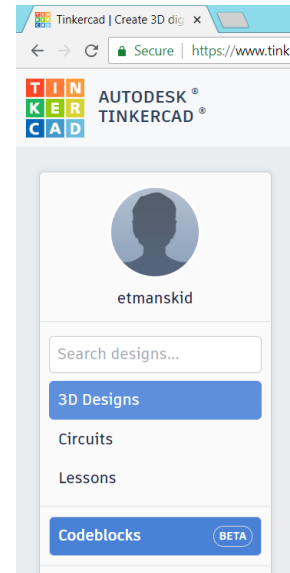 Tinkercad | Create 3D dig
Secure | https://www.tink
TIN
KER
CAD
AUTODESK ®
TINKERCAD ®
etmanskid
Search designs...
3D Designs
Circuits
Lessons
Codeblocks BETA